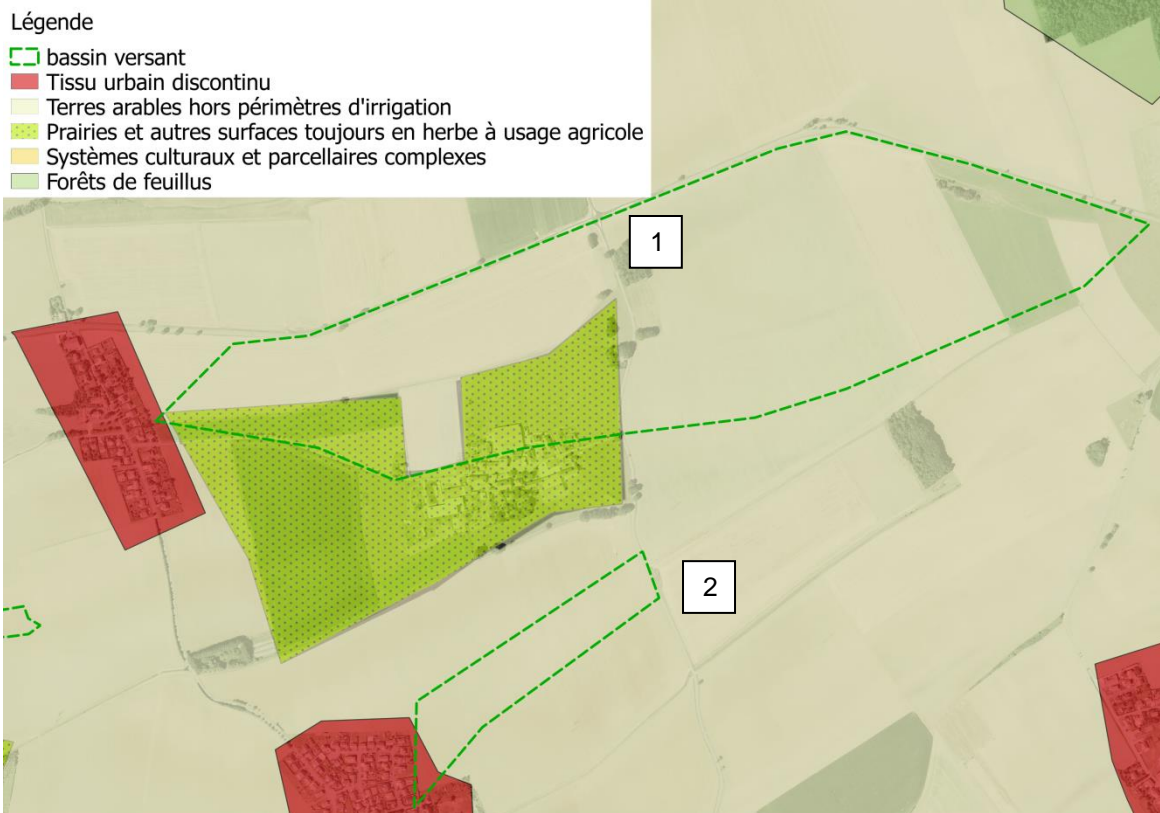 Légende
bassin versant
Tissu urbain discontinu
Terres arables hors périmètres d'irrigation
Prairies et autres surfaces toujours en herbe à usage agricole
Systèmes culturaux et parcellaires complexes
Forêts de feuillus
1
2